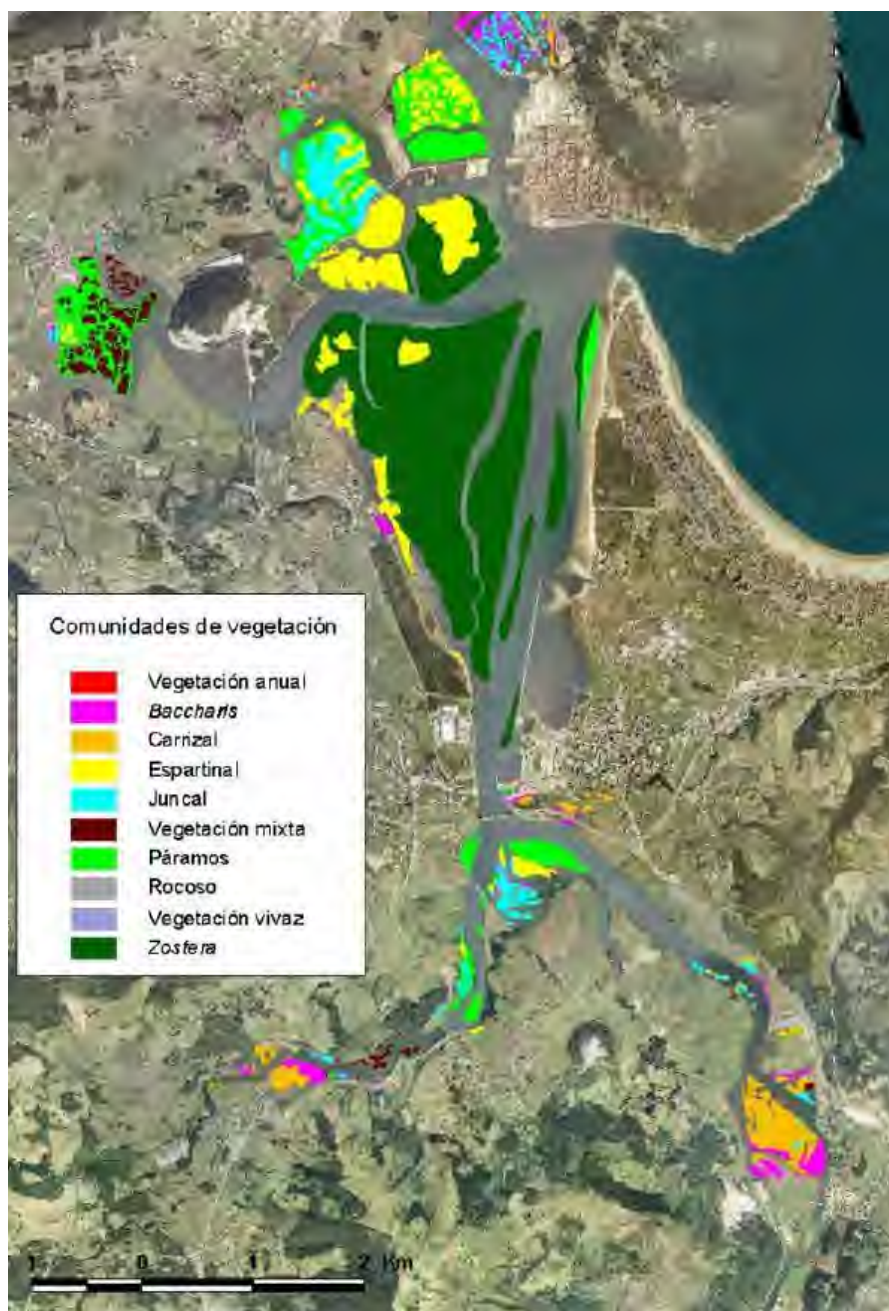 Comunidades de vegetación
Vegetación anual
Baccharis
Carrizal
Espartinal
Juncal
Vegetación mixta
Páramos
Rocoso
Vegetación vivaz
Zostera
1 0 1 2 Km